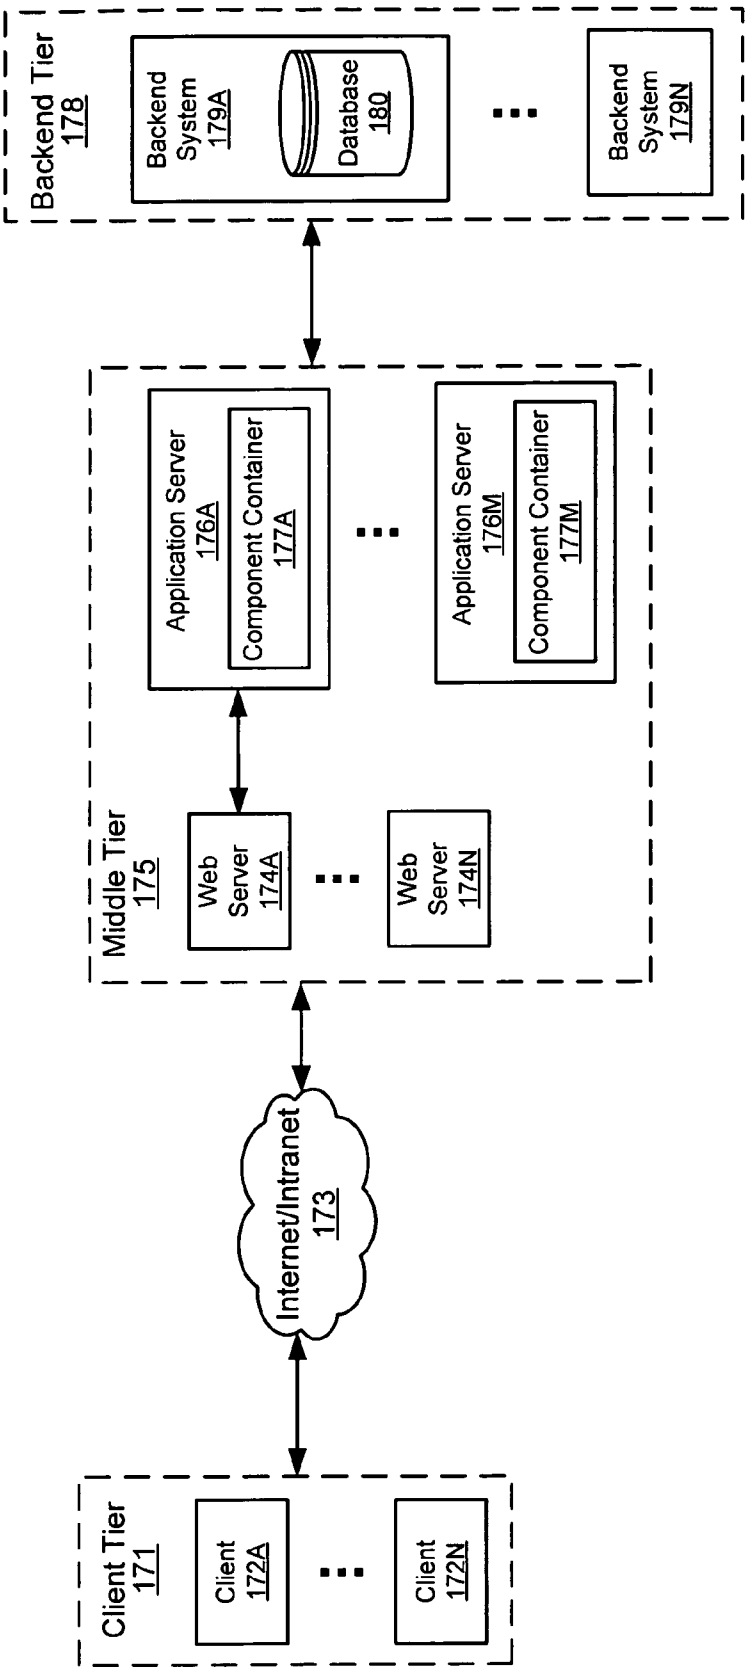 Client Tier
171
Client
172A
Client
172N
Internet/Intranet
173
Middle Tier
175
Web
Server
174A
Web
Server
174N
Application Server
176A
Component Container
177A
Application Server
176M
Component Container
177M
Backend Tier
178
Backend
System
179A
Database
180
Backend
System
179N